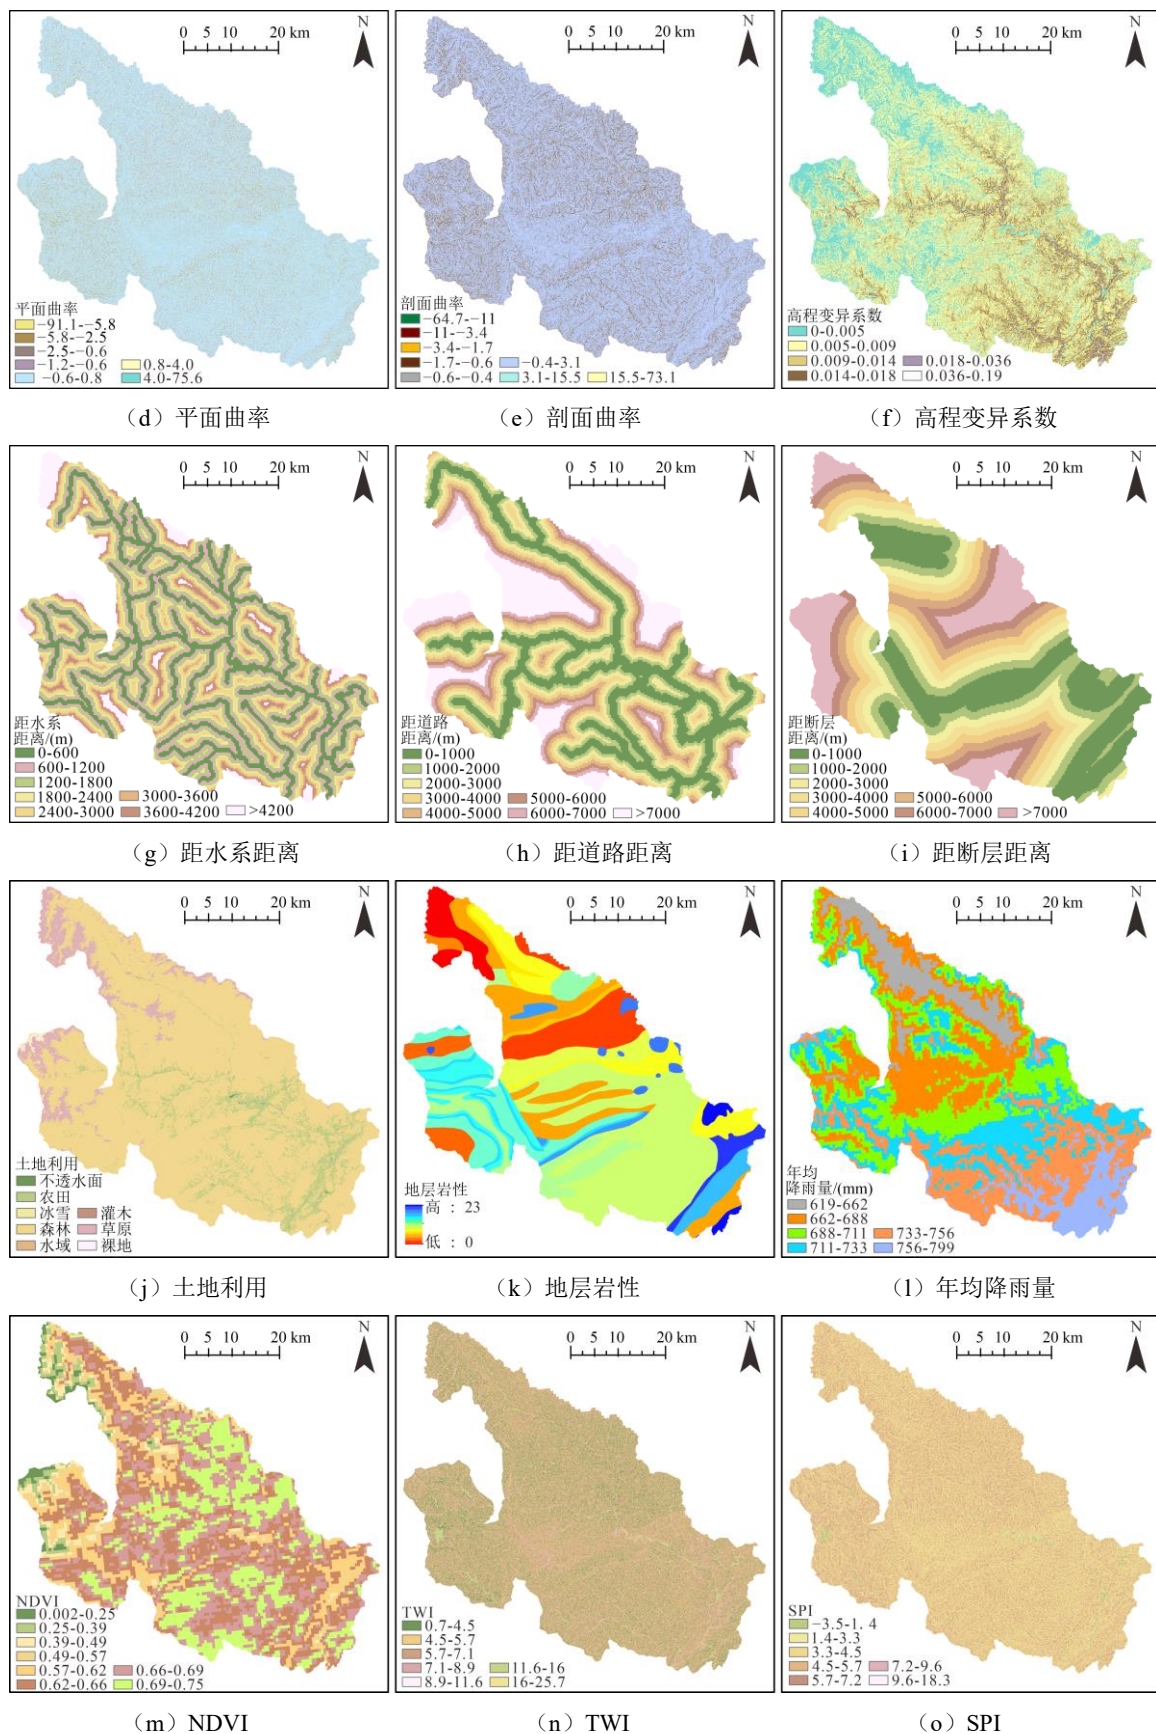 N
0 5 10 20 km
平面曲率
−91.1-−5.8
−5.8-−2.5
−2.5-−0.6
−1.2-−0.6
−0.6-0.8
0.8-4.0
4.0-75.6
(d) 平面曲率
N
0 5 10 20 km
剖面曲率
−64.7-−11
−11-−3.4
−3.4-−1.7
−1.7-−0.6
−0.6-−0.4
−0.4-3.1
3.1-15.5
15.5-73.1
(e) 剖面曲率
N
0 5 10 20 km
高程变异系数
0-0.005
0.005-0.009
0.009-0.014
0.014-0.018
0.018-0.036
0.036-0.19
(f) 高程变异系数
N
0 5 10 20 km
距水系
距离/(m)
0-600
600-1200
1200-1800
1800-2400
2400-3000
3000-3600
3600-4200
>4200
(g) 距水系距离
N
0 5 10 20 km
距道路
距离/(m)
0-1000
1000-2000
2000-3000
3000-4000
4000-5000
5000-6000
6000-7000
>7000
(h) 距道路距离
N
0 5 10 20 km
距断层
距离/(m)
0-1000
1000-2000
2000-3000
3000-4000
4000-5000
5000-6000
6000-7000
>7000
(i) 距断层距离
N
0 5 10 20 km
土地利用
不透水面
农田
冰雪
森林
水域
灌木
草原
裸地
(j) 土地利用
N
0 5 10 20 km
地层岩性
高 : 23
低 : 0
(k) 地层岩性
N
0 5 10 20 km
年均
降雨量/(mm)
619-662
662-688
688-711
711-733
733-756
756-799
(l) 年均降雨量
N
0 5 10 20 km
NDVI
0.002-0.25
0.25-0.39
0.39-0.49
0.49-0.57
0.57-0.62
0.62-0.66
0.66-0.69
0.69-0.75
(m) NDVI
N
0 5 10 20 km
TWI
0.7-4.5
4.5-5.7
5.7-7.1
7.1-8.9
8.9-11.6
11.6-16
16-25.7
(n) TWI
N
0 5 10 20 km
SPI
−3.5-1. 4
1.4-3.3
3.3-4.5
4.5-5.7
5.7-7.2
7.2-9.6
9.6-18.3
(o) SPI